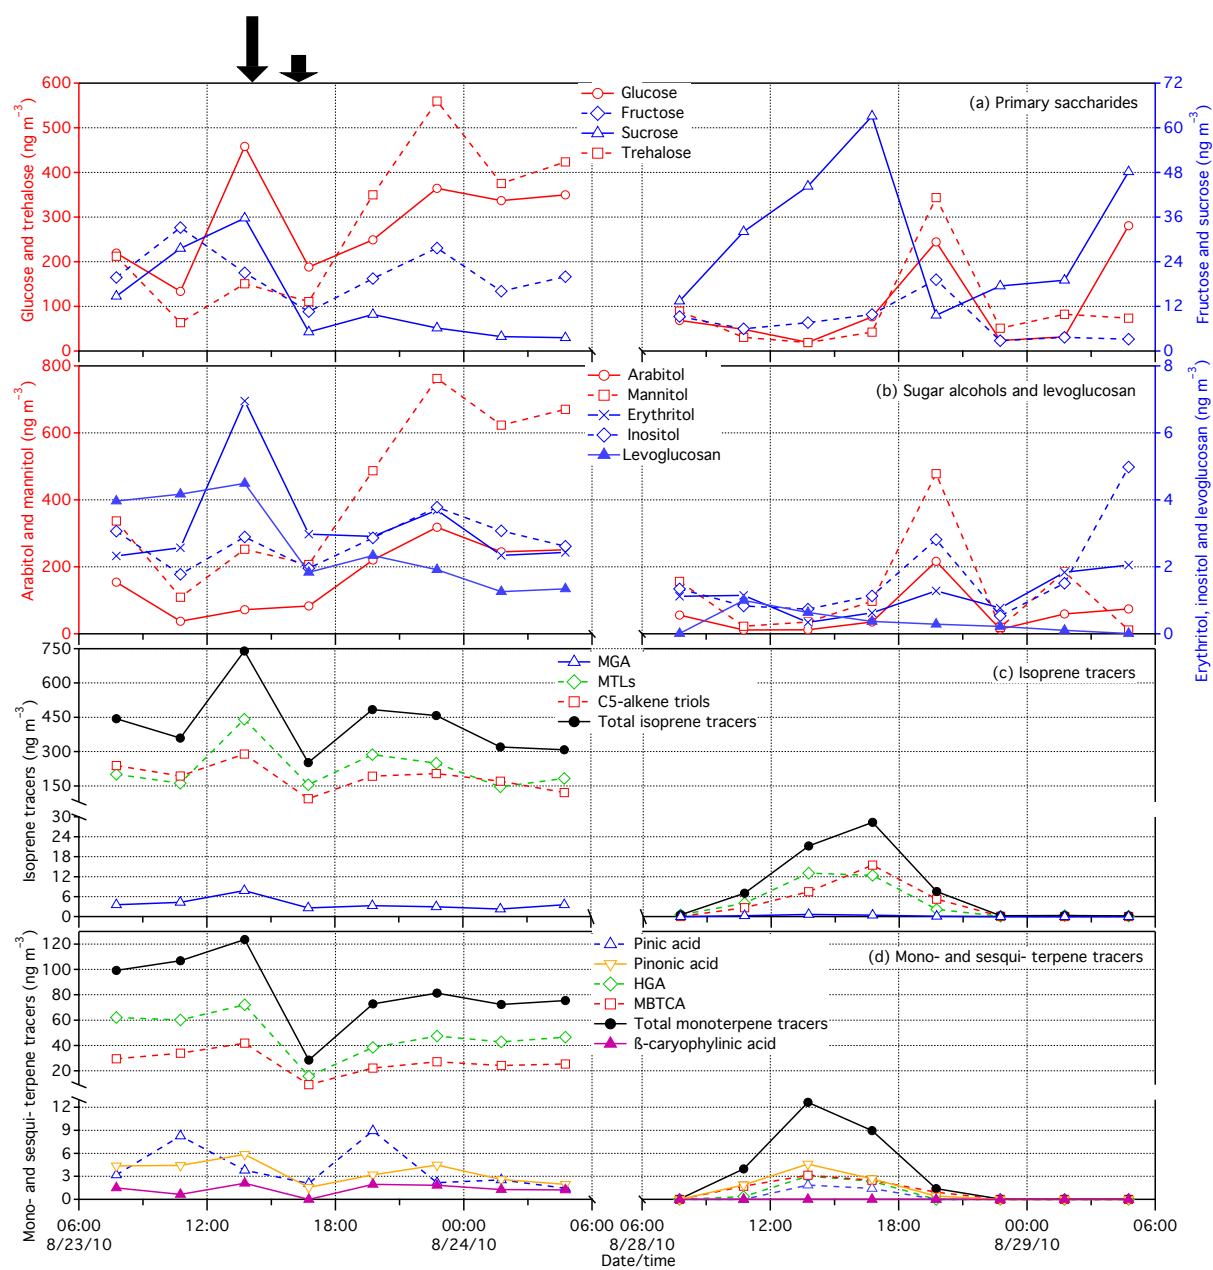 600
500
400
300
200
100
0
Glucose and trehalose (ng m⁻³)
Glucose
Fructose
Sucrose
Trehalose
(a) Primary saccharides
72
60
48
36
24
12
0
Fructose and sucrose (ng m⁻³)
800
600
400
200
0
Arabitol and mannitol (ng m⁻³)
Arabitol
Mannitol
Erythritol
Inositol
Levoglucosan
(b) Sugar alcohols and levoglucosan
8
6
4
2
0
Erythritol, inositol and levoglucosan (ng m⁻³)
750
600
450
300
150
30
24
18
12
6
0
Isoprene tracers (ng m⁻³)
MGA
MTLs
C5-alkene triols
Total isoprene tracers
(c) Isoprene tracers
120
100
80
60
40
20
12
9
6
3
0
Mono- and sesqui- terpene tracers (ng m⁻³)
Pinic acid
Pinonic acid
HGA
MBTCA
Total monoterpene tracers
ß-caryophylinic acid
(d) Mono- and sesqui- terpene tracers
06:00 12:00 18:00 00:00 06:00 06:00 12:00 18:00 00:00 06:00
8/23/10 8/24/10 8/28/10 8/29/10
Date/time